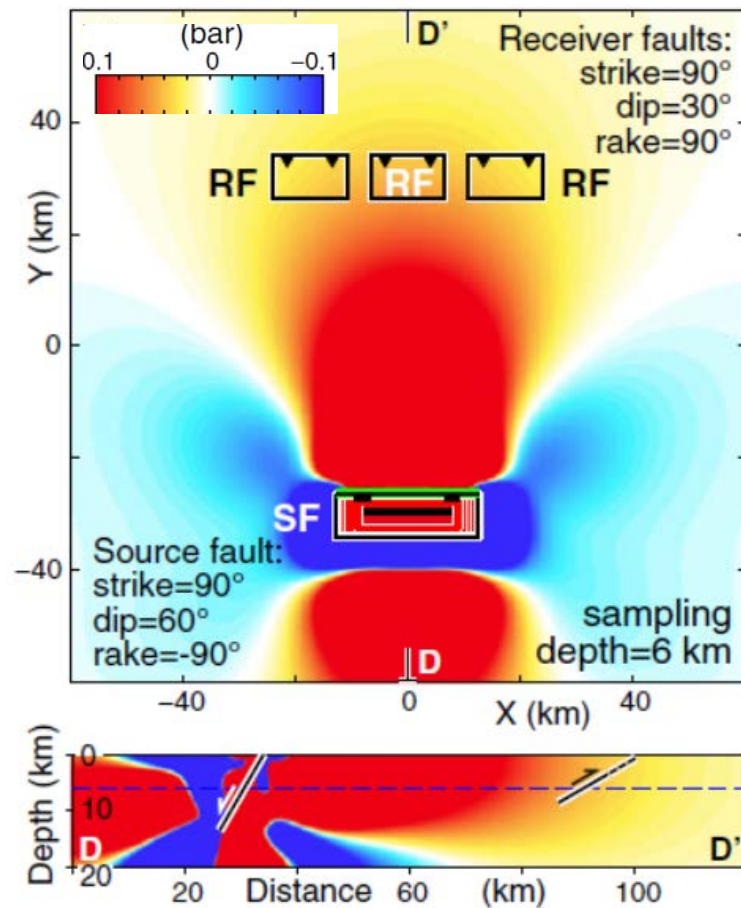 (bar)
0.1 0 −0.1
D'
Receiver faults:
strike=90°
dip=30°
rake=90°
40
RF RF RF
Y (km)
0
SF
Source fault:
strike=90°
dip=60°
rake=-90°
−40
sampling
depth=6 km
D
−40 0 40
X (km)
0
10
20
Depth (km)
D D'
20 Distance 60 (km) 100